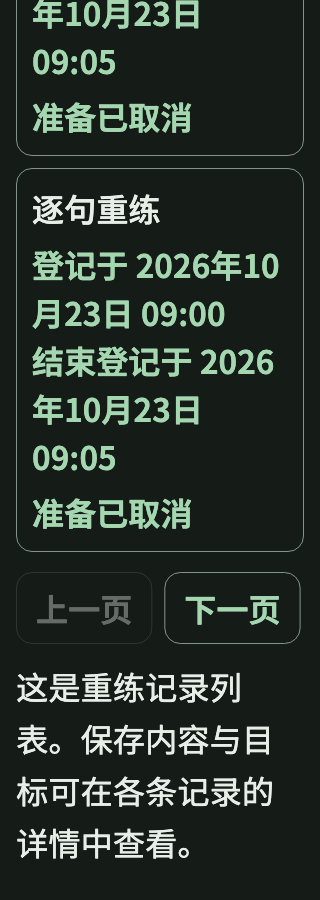 年10月23日
09:05
准备已取消
逐句重练
登记于 2026年10
月23日 09:00
结束登记于 2026
年10月23日
09:05
准备已取消
上一页
下一页
这是重练记录列
表。保存内容与目
标可在各条记录的
详情中查看。